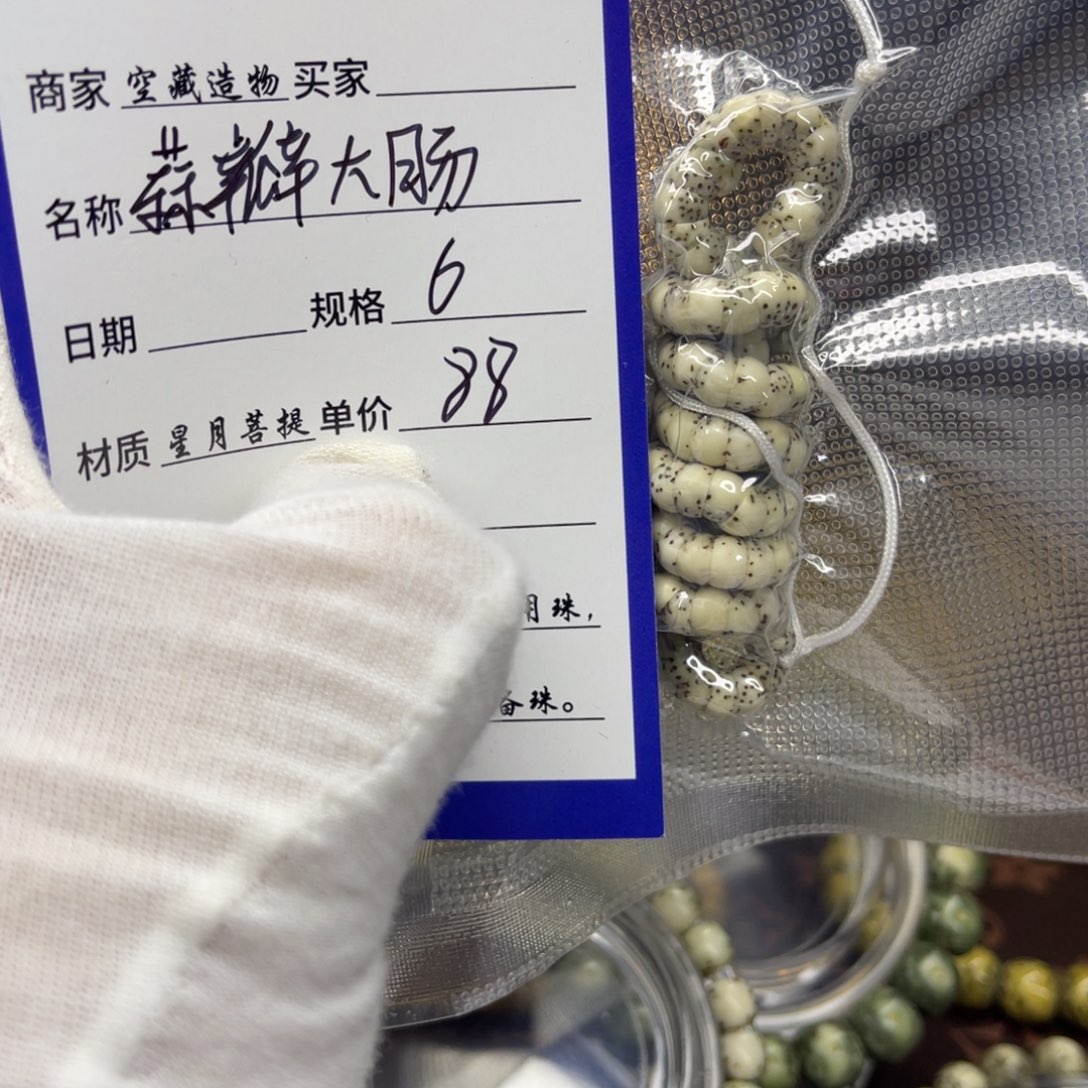 商家 空藏造物 买家
名称 蒜瓣大肠
日期 规格 6
材质 星月菩提 单价 88
用珠,
备珠。